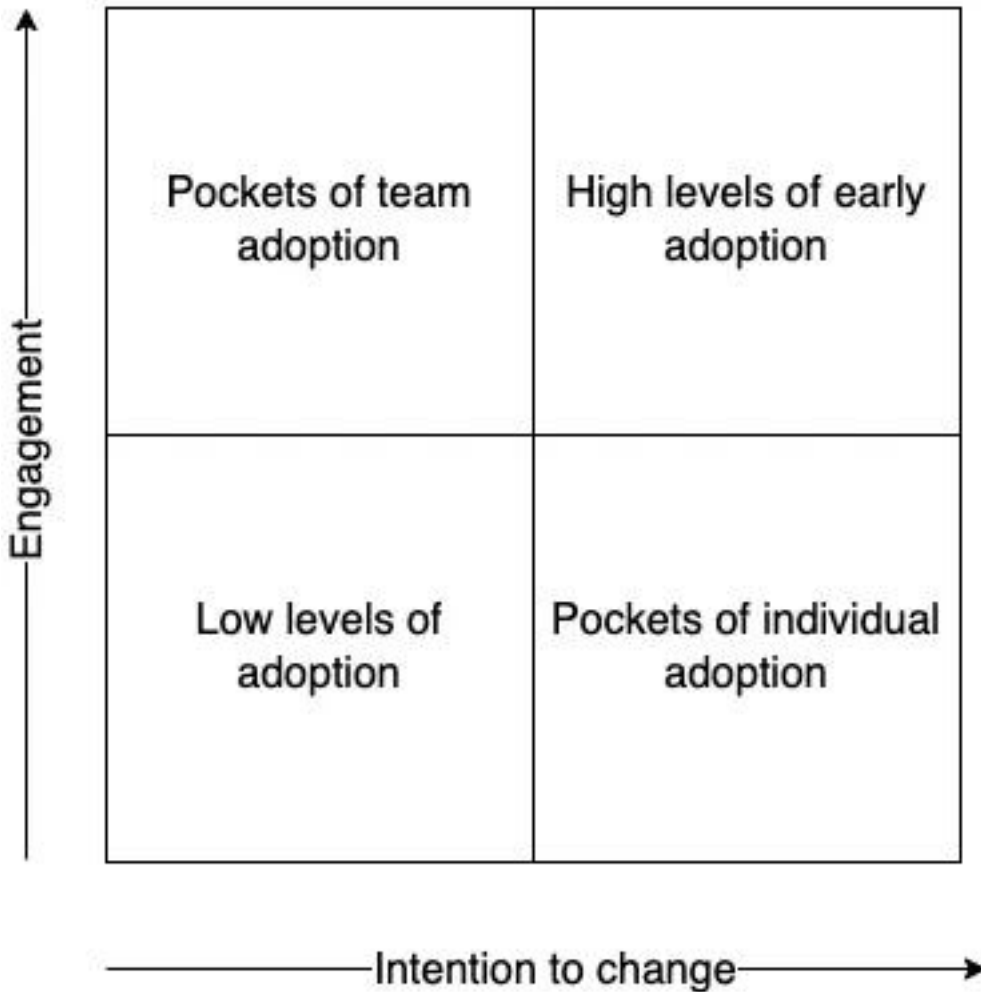 Pockets of team
adoption
High levels of early
adoption
Engagement
Low levels of
adoption
Pockets of individual
adoption
Intention to change